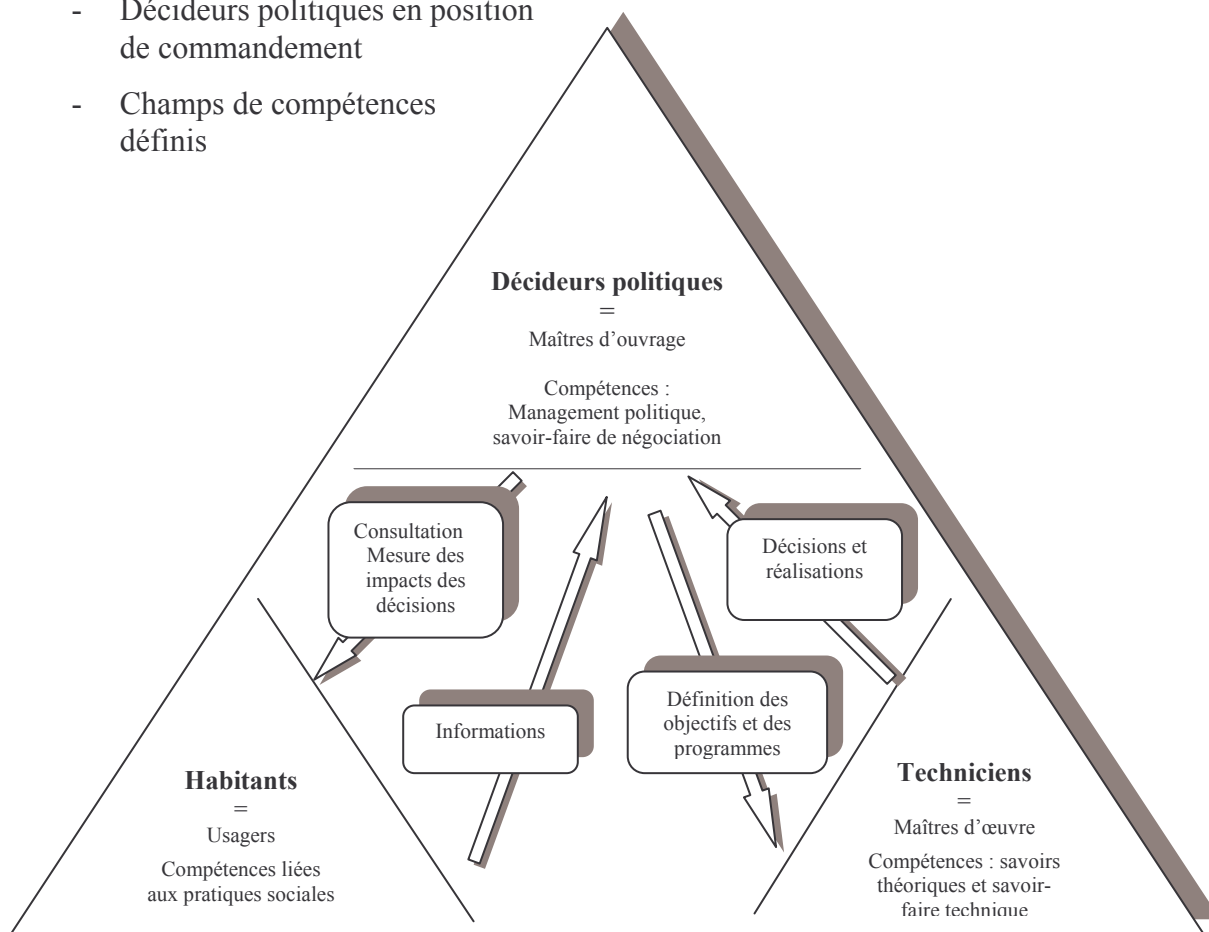 - Décideurs politiques en position
de commandement
- Champs de compétences
définis
Décideurs politiques
=
Maîtres d’ouvrage
Compétences :
Management politique,
savoir-faire de négociation
Consultation
Mesure des
impacts des
décisions
Décisions et
réalisations
Informations
Définition des
objectifs et des
programmes
Habitants
=
Usagers
Compétences liées
aux pratiques sociales
Techniciens
=
Maîtres d’œuvre
Compétences : savoirs
théoriques et savoir-
faire technique